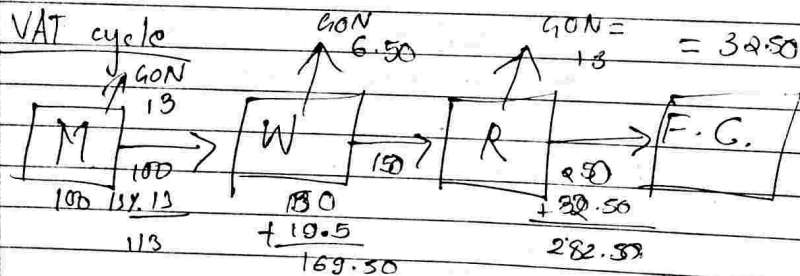 VAT cycle
GON
6.50
GON =
13
= 32.50
GON
13
M
W
R
F. C.
100
150
250
100
13% 13
113
150
+ 19.5
169.50
+ 32.50
282.50